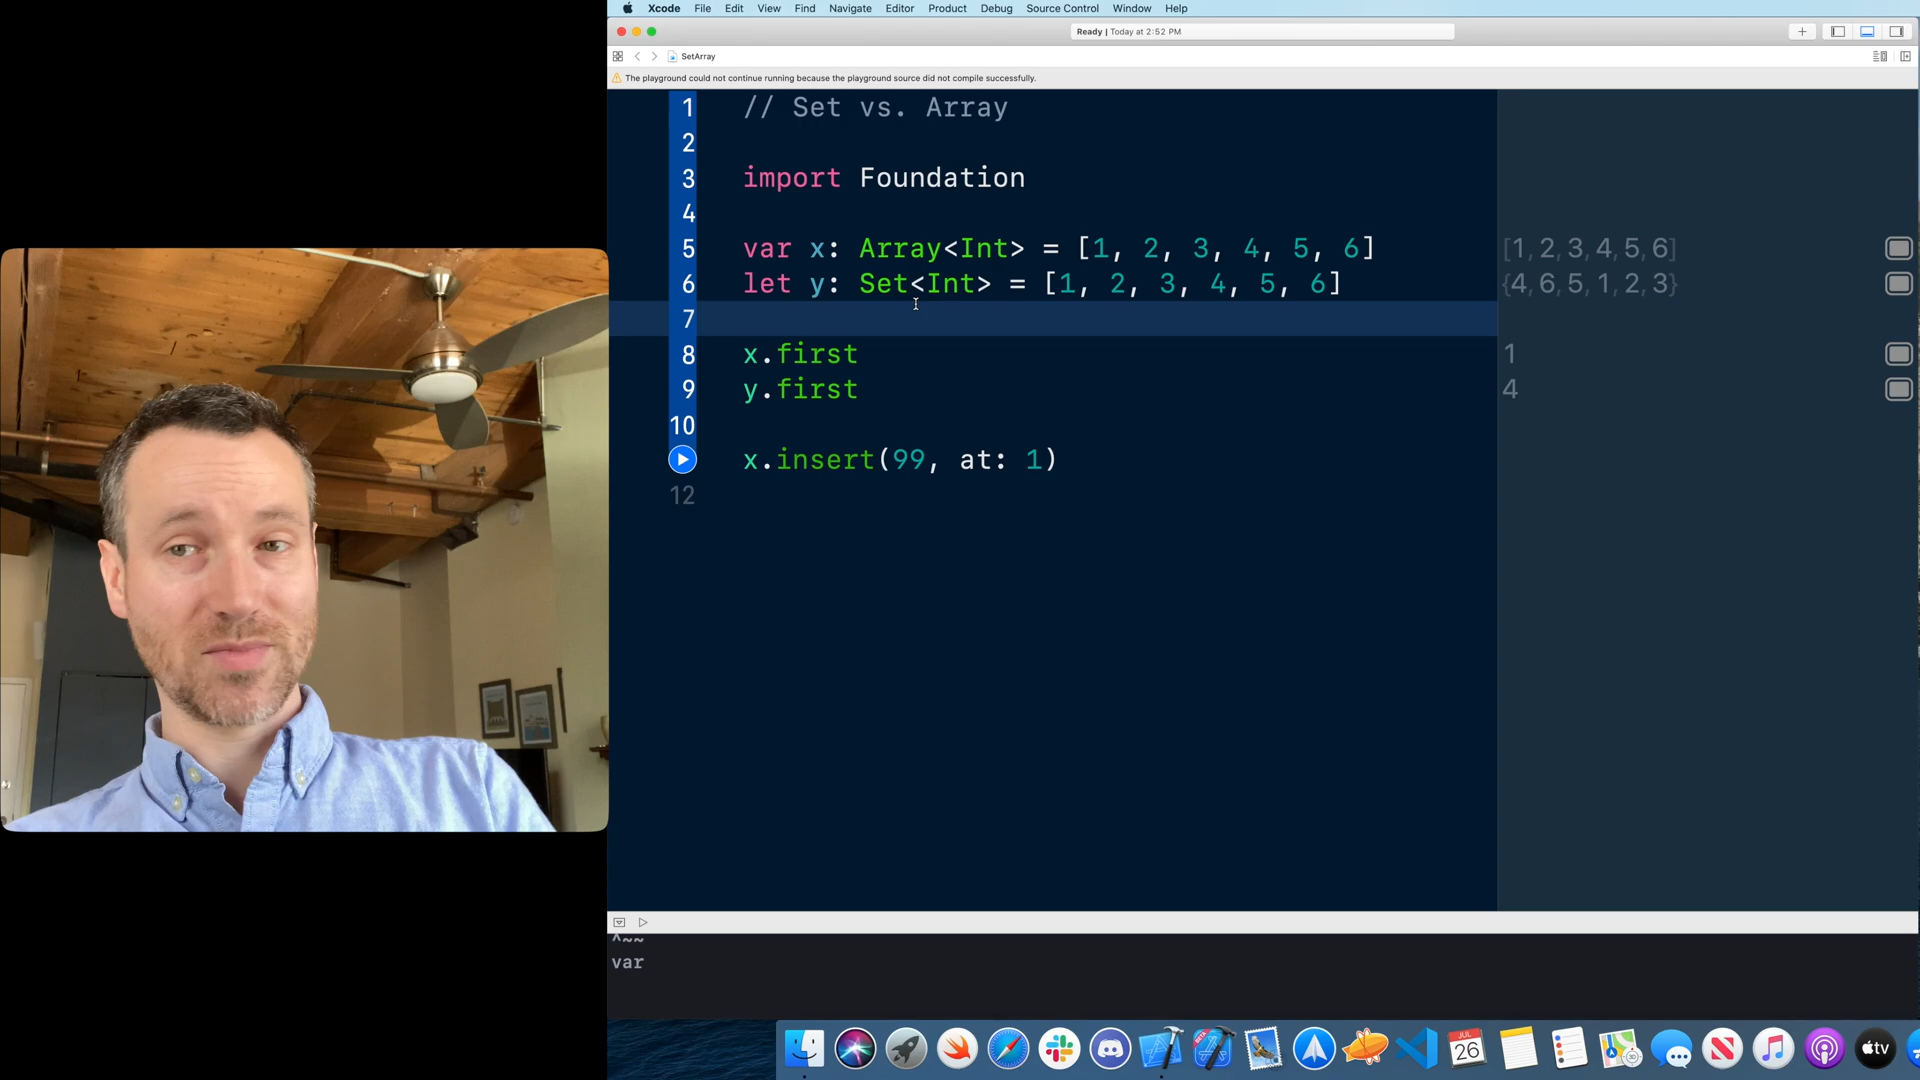 Xcode File Edit View Find Navigate Editor Product Debug Source Control Window Help
Ready | Today at 2:52 PM
SetArray
The playground could not continue running because the playground source did not compile successfully.
1 // Set vs. Array
2
3 import Foundation
4
5 var x: Array<Int> = [1, 2, 3, 4, 5, 6] [1, 2, 3, 4, 5, 6]
6 let y: Set<Int> = [1, 2, 3, 4, 5, 6] {4, 6, 5, 1, 2, 3}
7
8 x.first 1
9 y.first 4
10
x.insert(99, at: 1)
12
^~~
var
JUL
26
tv